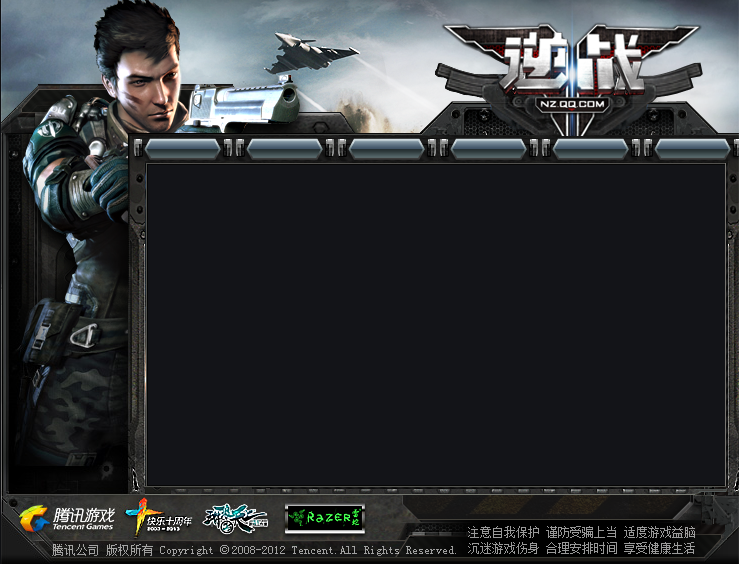 逆战
NZ.QQ.COM
腾讯游戏
Tencent Games
快乐十周年
2003-2013
RAZER
注意自我保护 谨防受骗上当 适度游戏益脑
沉迷游戏伤身 合理安排时间 享受健康生活
腾讯公司 版权所有 Copyright ©2008-2012 Tencent.All Rights Reserved.